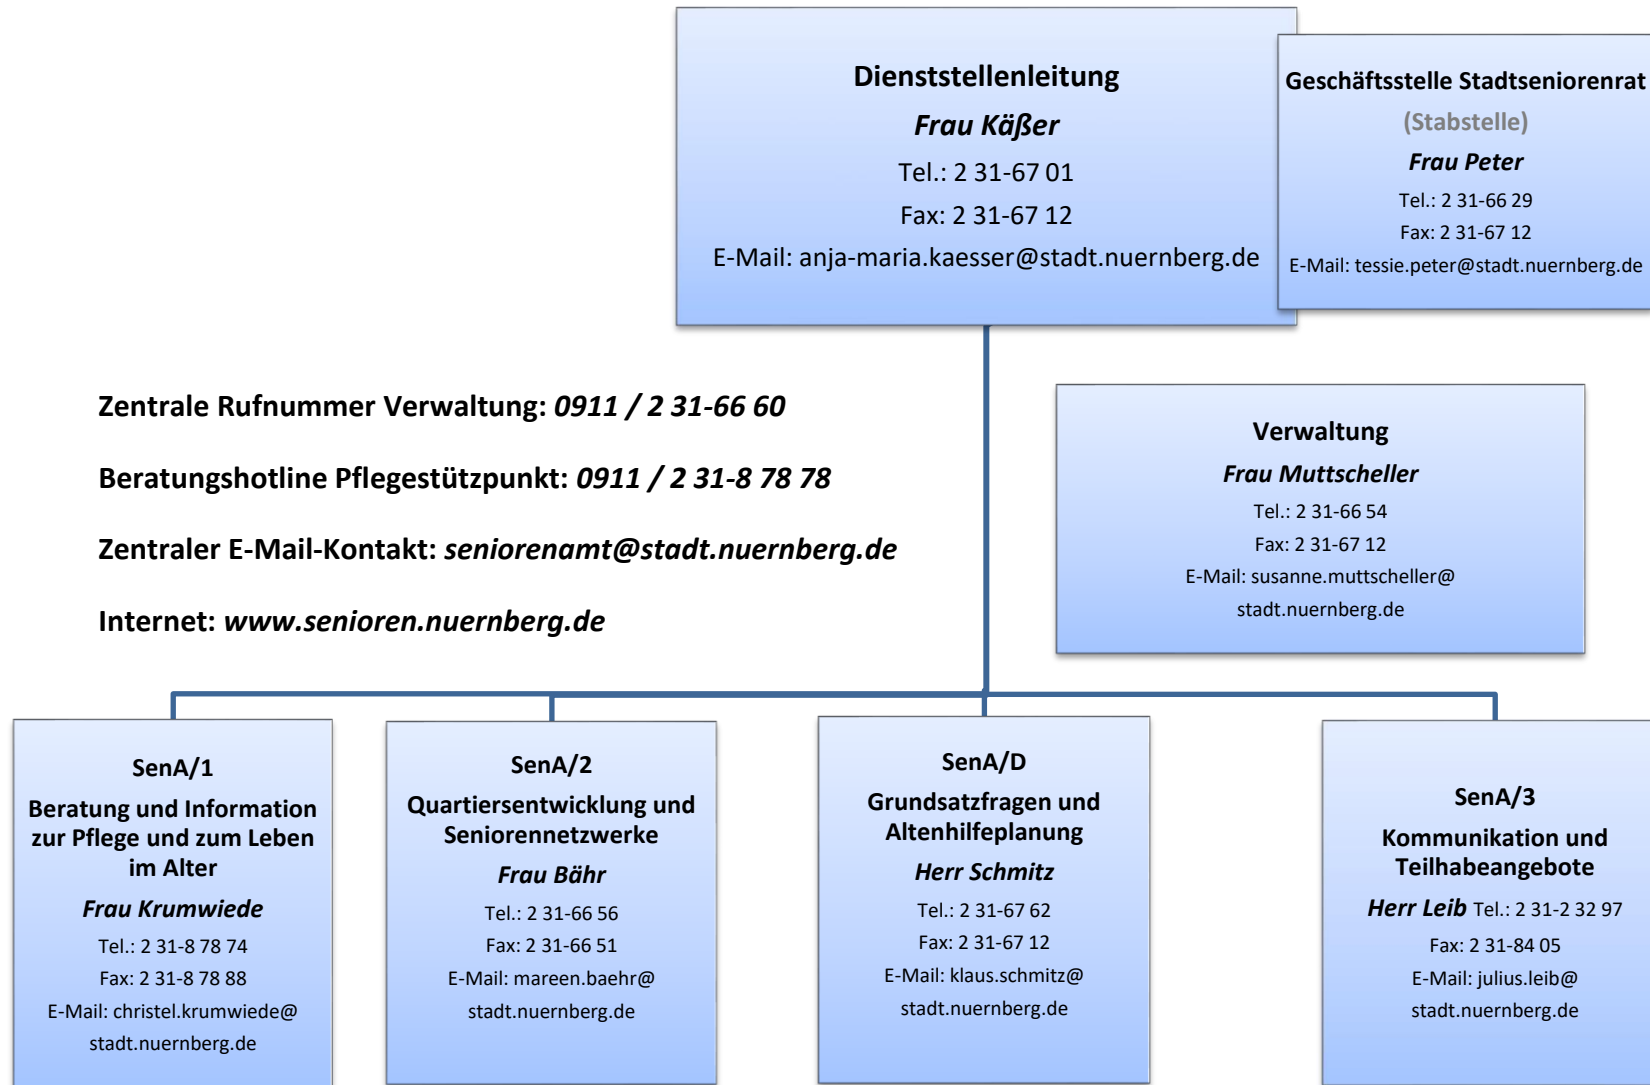 Dienststellenleitung
Frau Käßer
Tel.: 2 31-67 01
Fax: 2 31-67 12
E-Mail: anja-maria.kaesser@stadt.nuernberg.de
Geschäftsstelle Stadtseniorenrat
(Stabstelle)
Frau Peter
Tel.: 2 31-66 29
Fax: 2 31-67 12
E-Mail: tessie.peter@stadt.nuernberg.de
Zentrale Rufnummer Verwaltung: 0911 / 2 31-66 60
Beratungshotline Pflegestützpunkt: 0911 / 2 31-8 78 78
Zentraler E-Mail-Kontakt: seniorenamt@stadt.nuernberg.de
Internet: www.senioren.nuernberg.de
Verwaltung
Frau Muttscheller
Tel.: 2 31-66 54
Fax: 2 31-67 12
E-Mail: susanne.muttscheller@
stadt.nuernberg.de
SenA/1
Beratung und Information
zur Pflege und zum Leben
im Alter
Frau Krumwiede
Tel.: 2 31-8 78 74
Fax: 2 31-8 78 88
E-Mail: christel.krumwiede@
stadt.nuernberg.de
SenA/2
Quartiersentwicklung und
Seniorennetzwerke
Frau Bähr
Tel.: 2 31-66 56
Fax: 2 31-66 51
E-Mail: mareen.baehr@
stadt.nuernberg.de
SenA/D
Grundsatzfragen und
Altenhilfeplanung
Herr Schmitz
Tel.: 2 31-67 62
Fax: 2 31-67 12
E-Mail: klaus.schmitz@
stadt.nuernberg.de
SenA/3
Kommunikation und
Teilhabeangebote
Herr Leib Tel.: 2 31-2 32 97
Fax: 2 31-84 05
E-Mail: julius.leib@
stadt.nuernberg.de